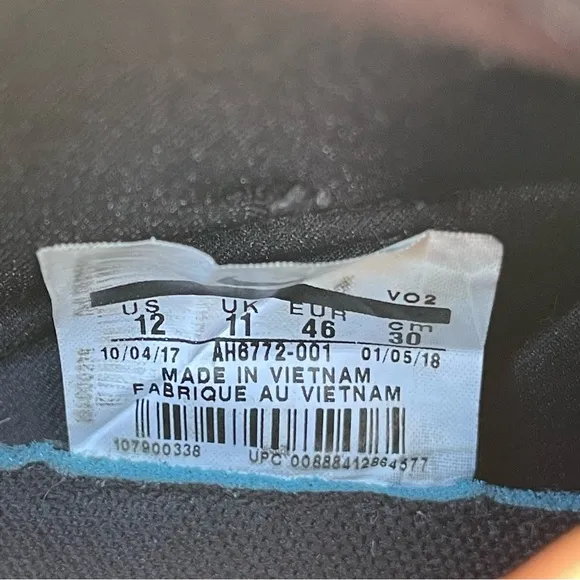 VO2
US UK EUR cm
12 11 46 30
10/04/17 AH6772-001 01/05/18
MADE IN VIETNAM
FABRIQUE AU VIETNAM
107900338 UPC 00888412864577